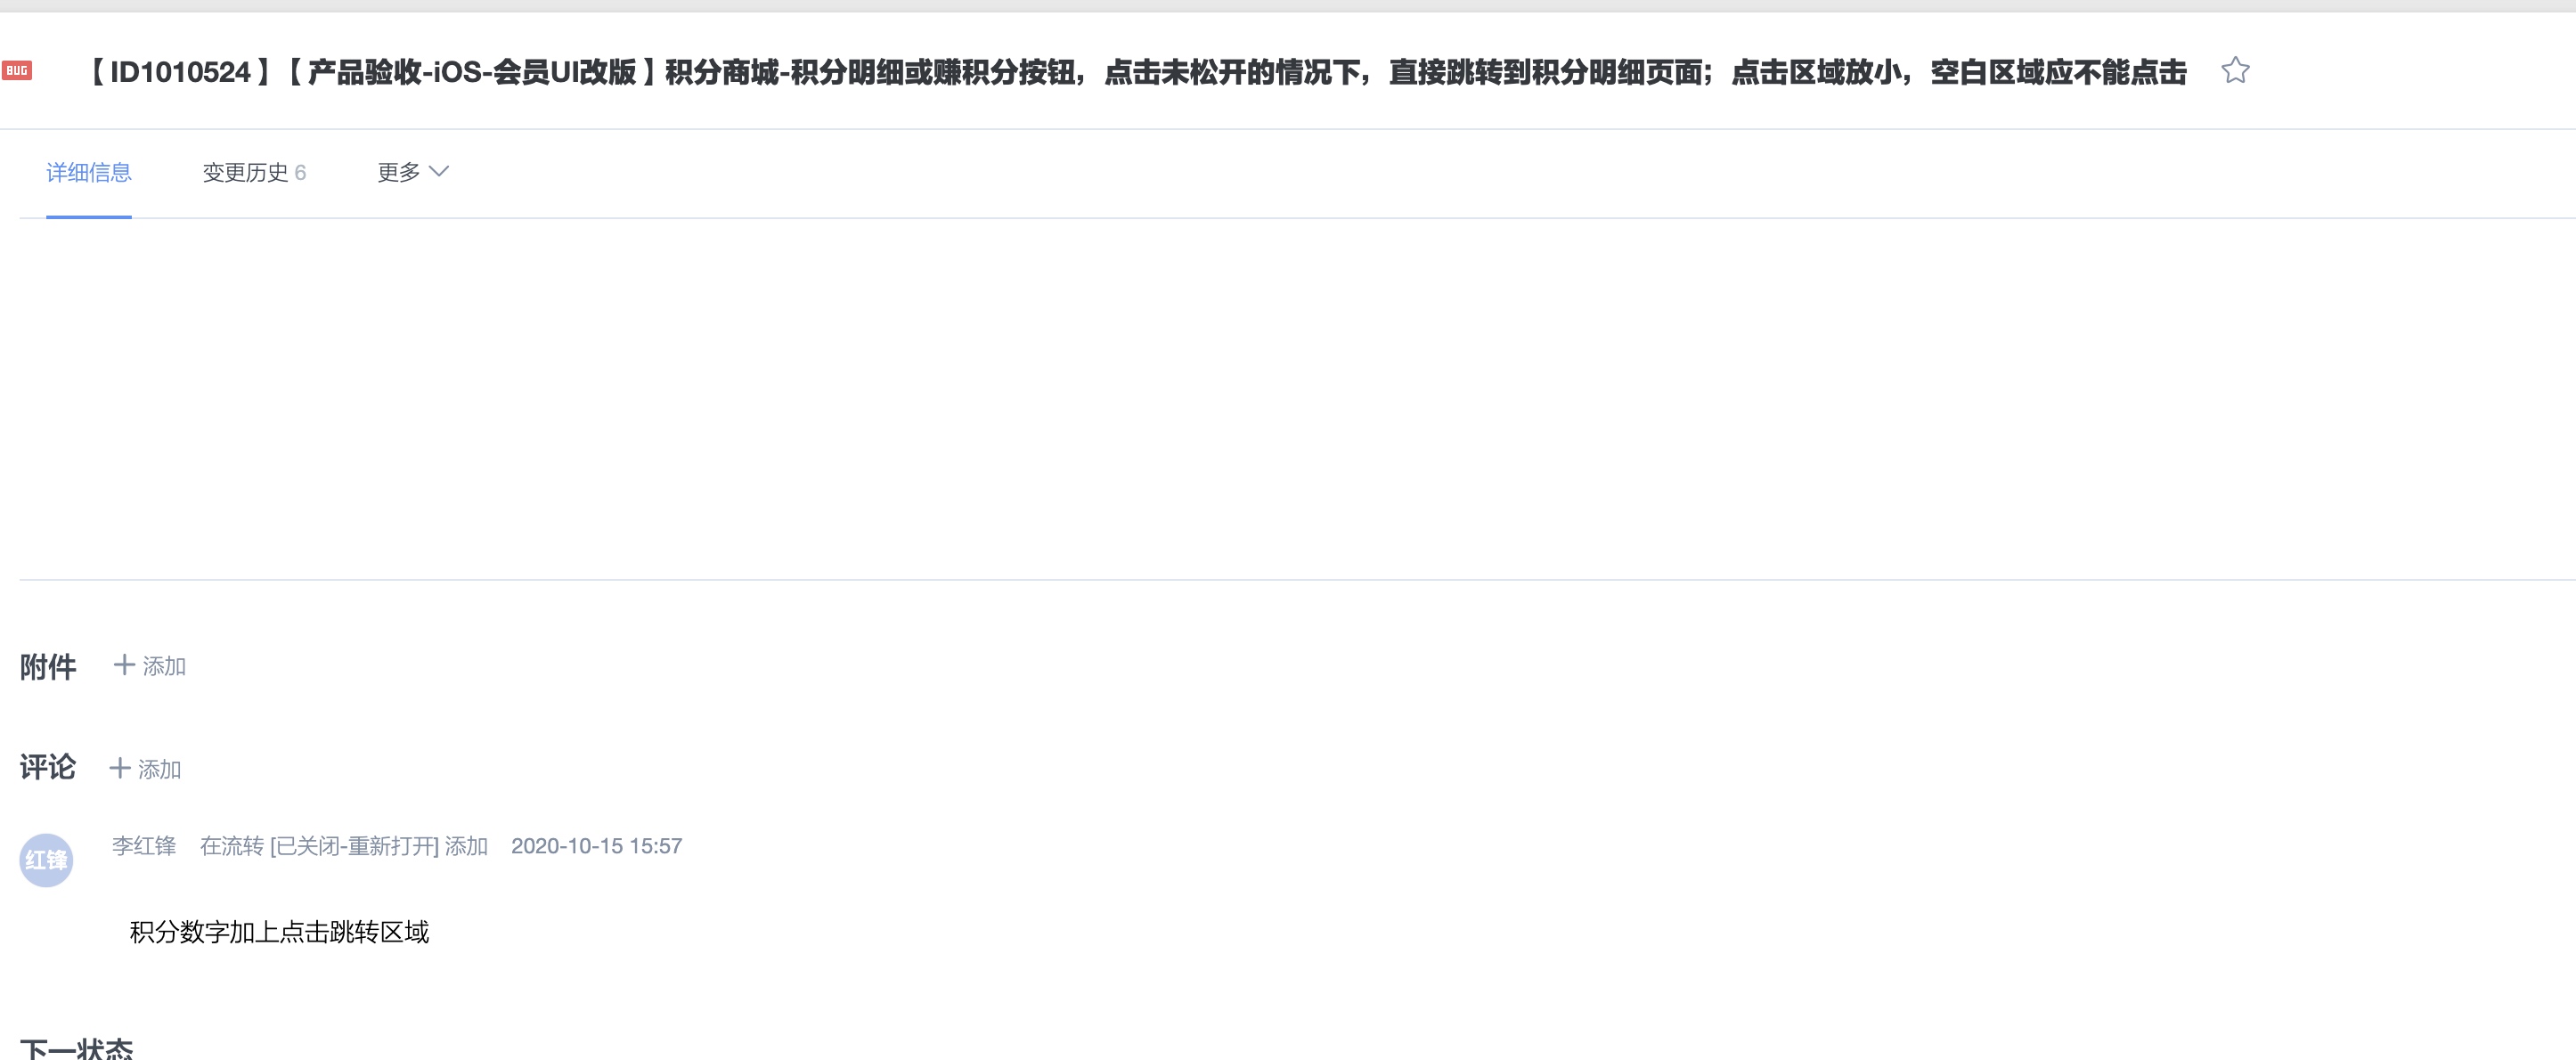 BUG 【ID1010524】【产品验收-iOS-会员UI改版】积分商城-积分明细或赚积分按钮，点击未松开的情况下，直接跳转到积分明细页面；点击区域放小，空白区域应不能点击
详细信息 变更历史 6 更多
附件 添加
评论 添加
红锋 李红锋 在流转 [已关闭-重新打开] 添加 2020-10-15 15:57
积分数字加上点击跳转区域
下一状态